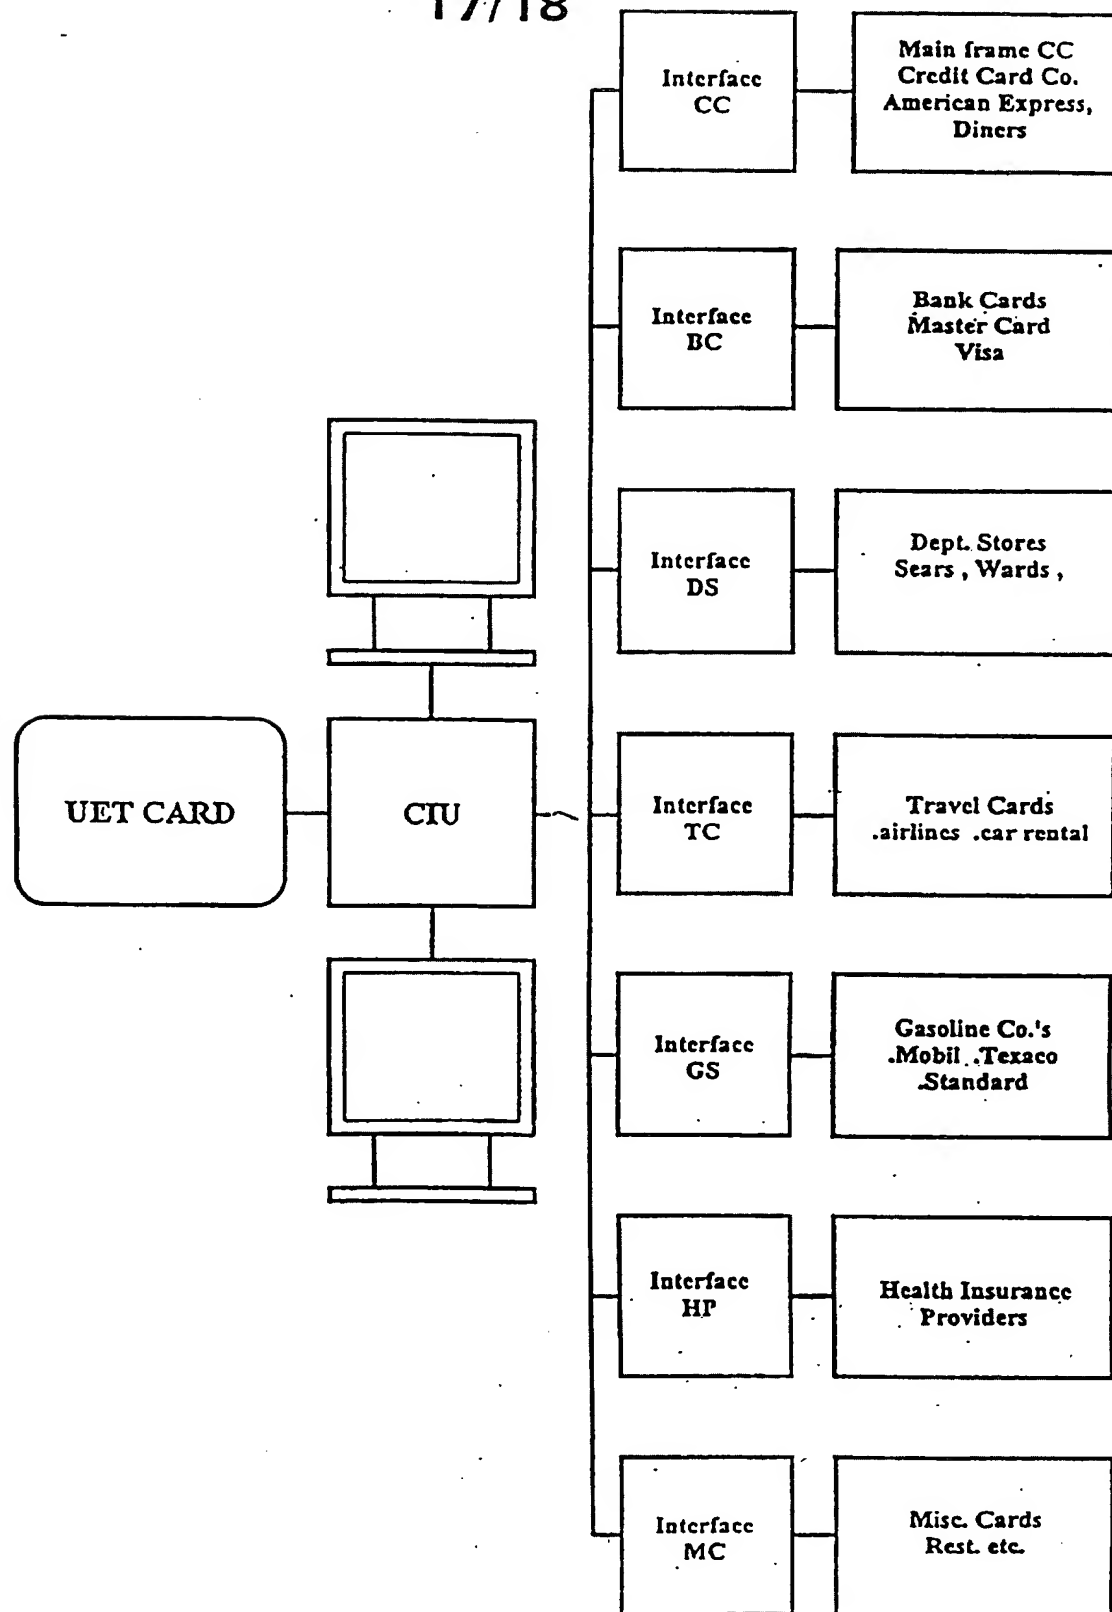 17/18
Interface
CC
Main frame CC
Credit Card Co.
American Express,
Diners
Interface
BC
Bank Cards
Master Card
Visa
Interface
DS
Dept. Stores
Sears , Wards ,
UET CARD
CIU
Interface
TC
Travel Cards
.airlines .car rental
Interface
GS
Gasoline Co.'s
.Mobil .Texaco
.Standard
Interface
HP
Health Insurance
Providers
Interface
MC
Misc. Cards
Rest. etc.